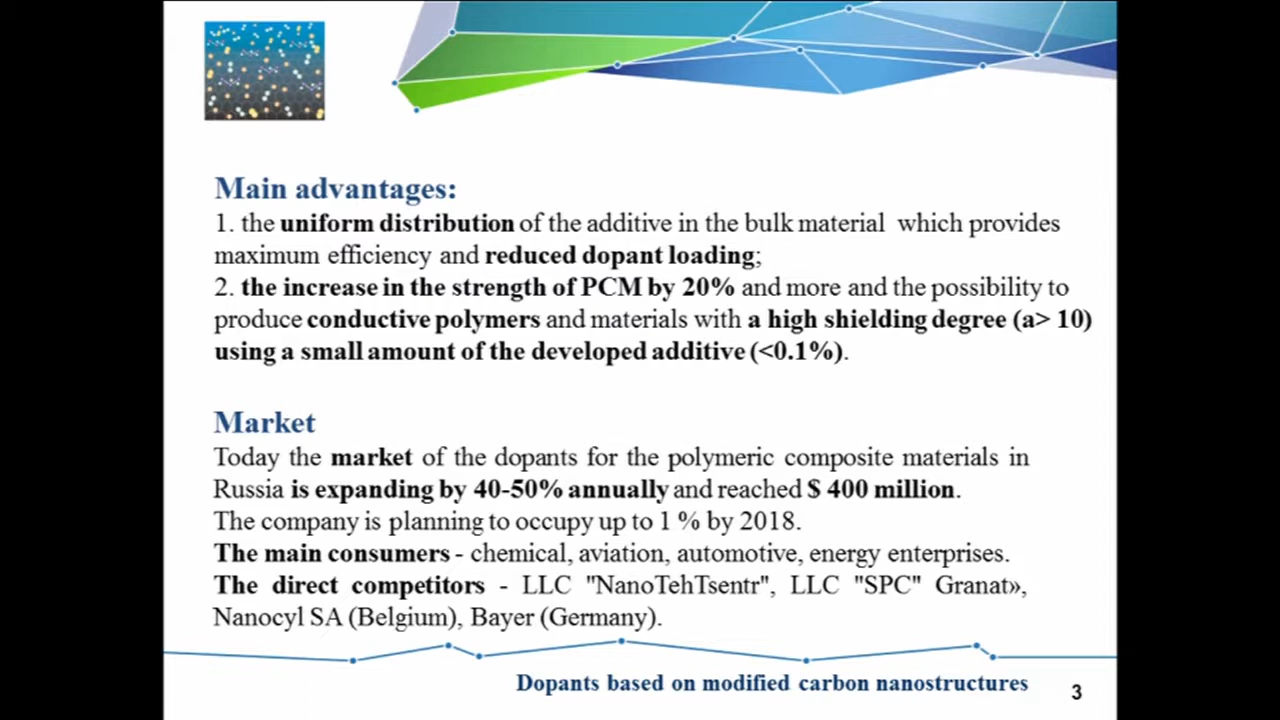 Main advantages:
1. the uniform distribution of the additive in the bulk material which provides
maximum efficiency and reduced dopant loading;
2. the increase in the strength of PCM by 20% and more and the possibility to
produce conductive polymers and materials with a high shielding degree (a> 10)
using a small amount of the developed additive (<0.1%).
Market
Today the market of the dopants for the polymeric composite materials in
Russia is expanding by 40-50% annually and reached $ 400 million.
The company is planning to occupy up to 1 % by 2018.
The main consumers - chemical, aviation, automotive, energy enterprises.
The direct competitors - LLC "NanoTehTsentr", LLC "SPC" Granat»,
Nanocyl SA (Belgium), Bayer (Germany).
Dopants based on modified carbon nanostructures
3